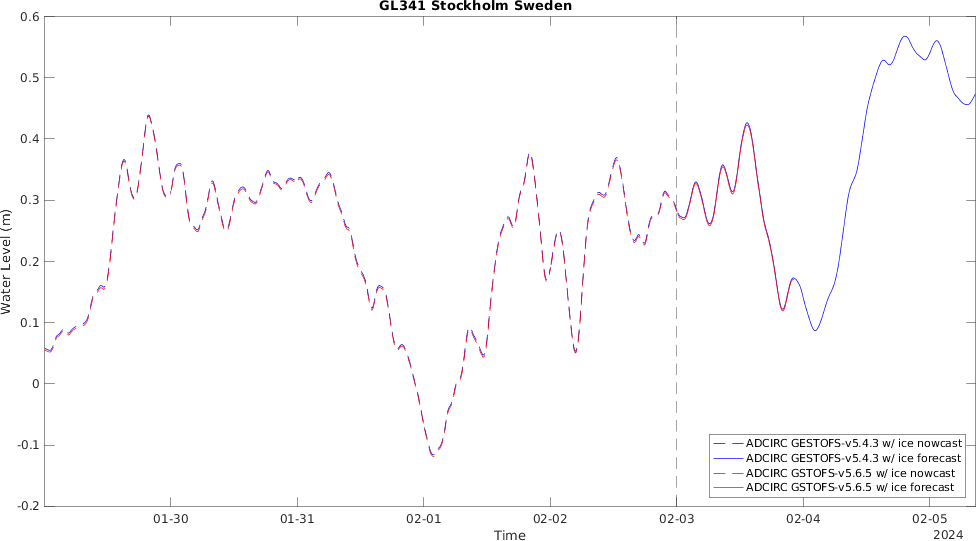 GL341 Stockholm Sweden
0.6
0.5
0.4
0.3
0.2
0.1
0
-0.1
-0.2
Water Level (m)
ADCIRC GESTOFS-v5.4.3 w/ ice nowcast
ADCIRC GESTOFS-v5.4.3 w/ ice forecast
ADCIRC GSTOFS-v5.6.5 w/ ice nowcast
ADCIRC GSTOFS-v5.6.5 w/ ice forecast
01-30 01-31 02-01 02-02 02-03 02-04 02-05
Time
2024